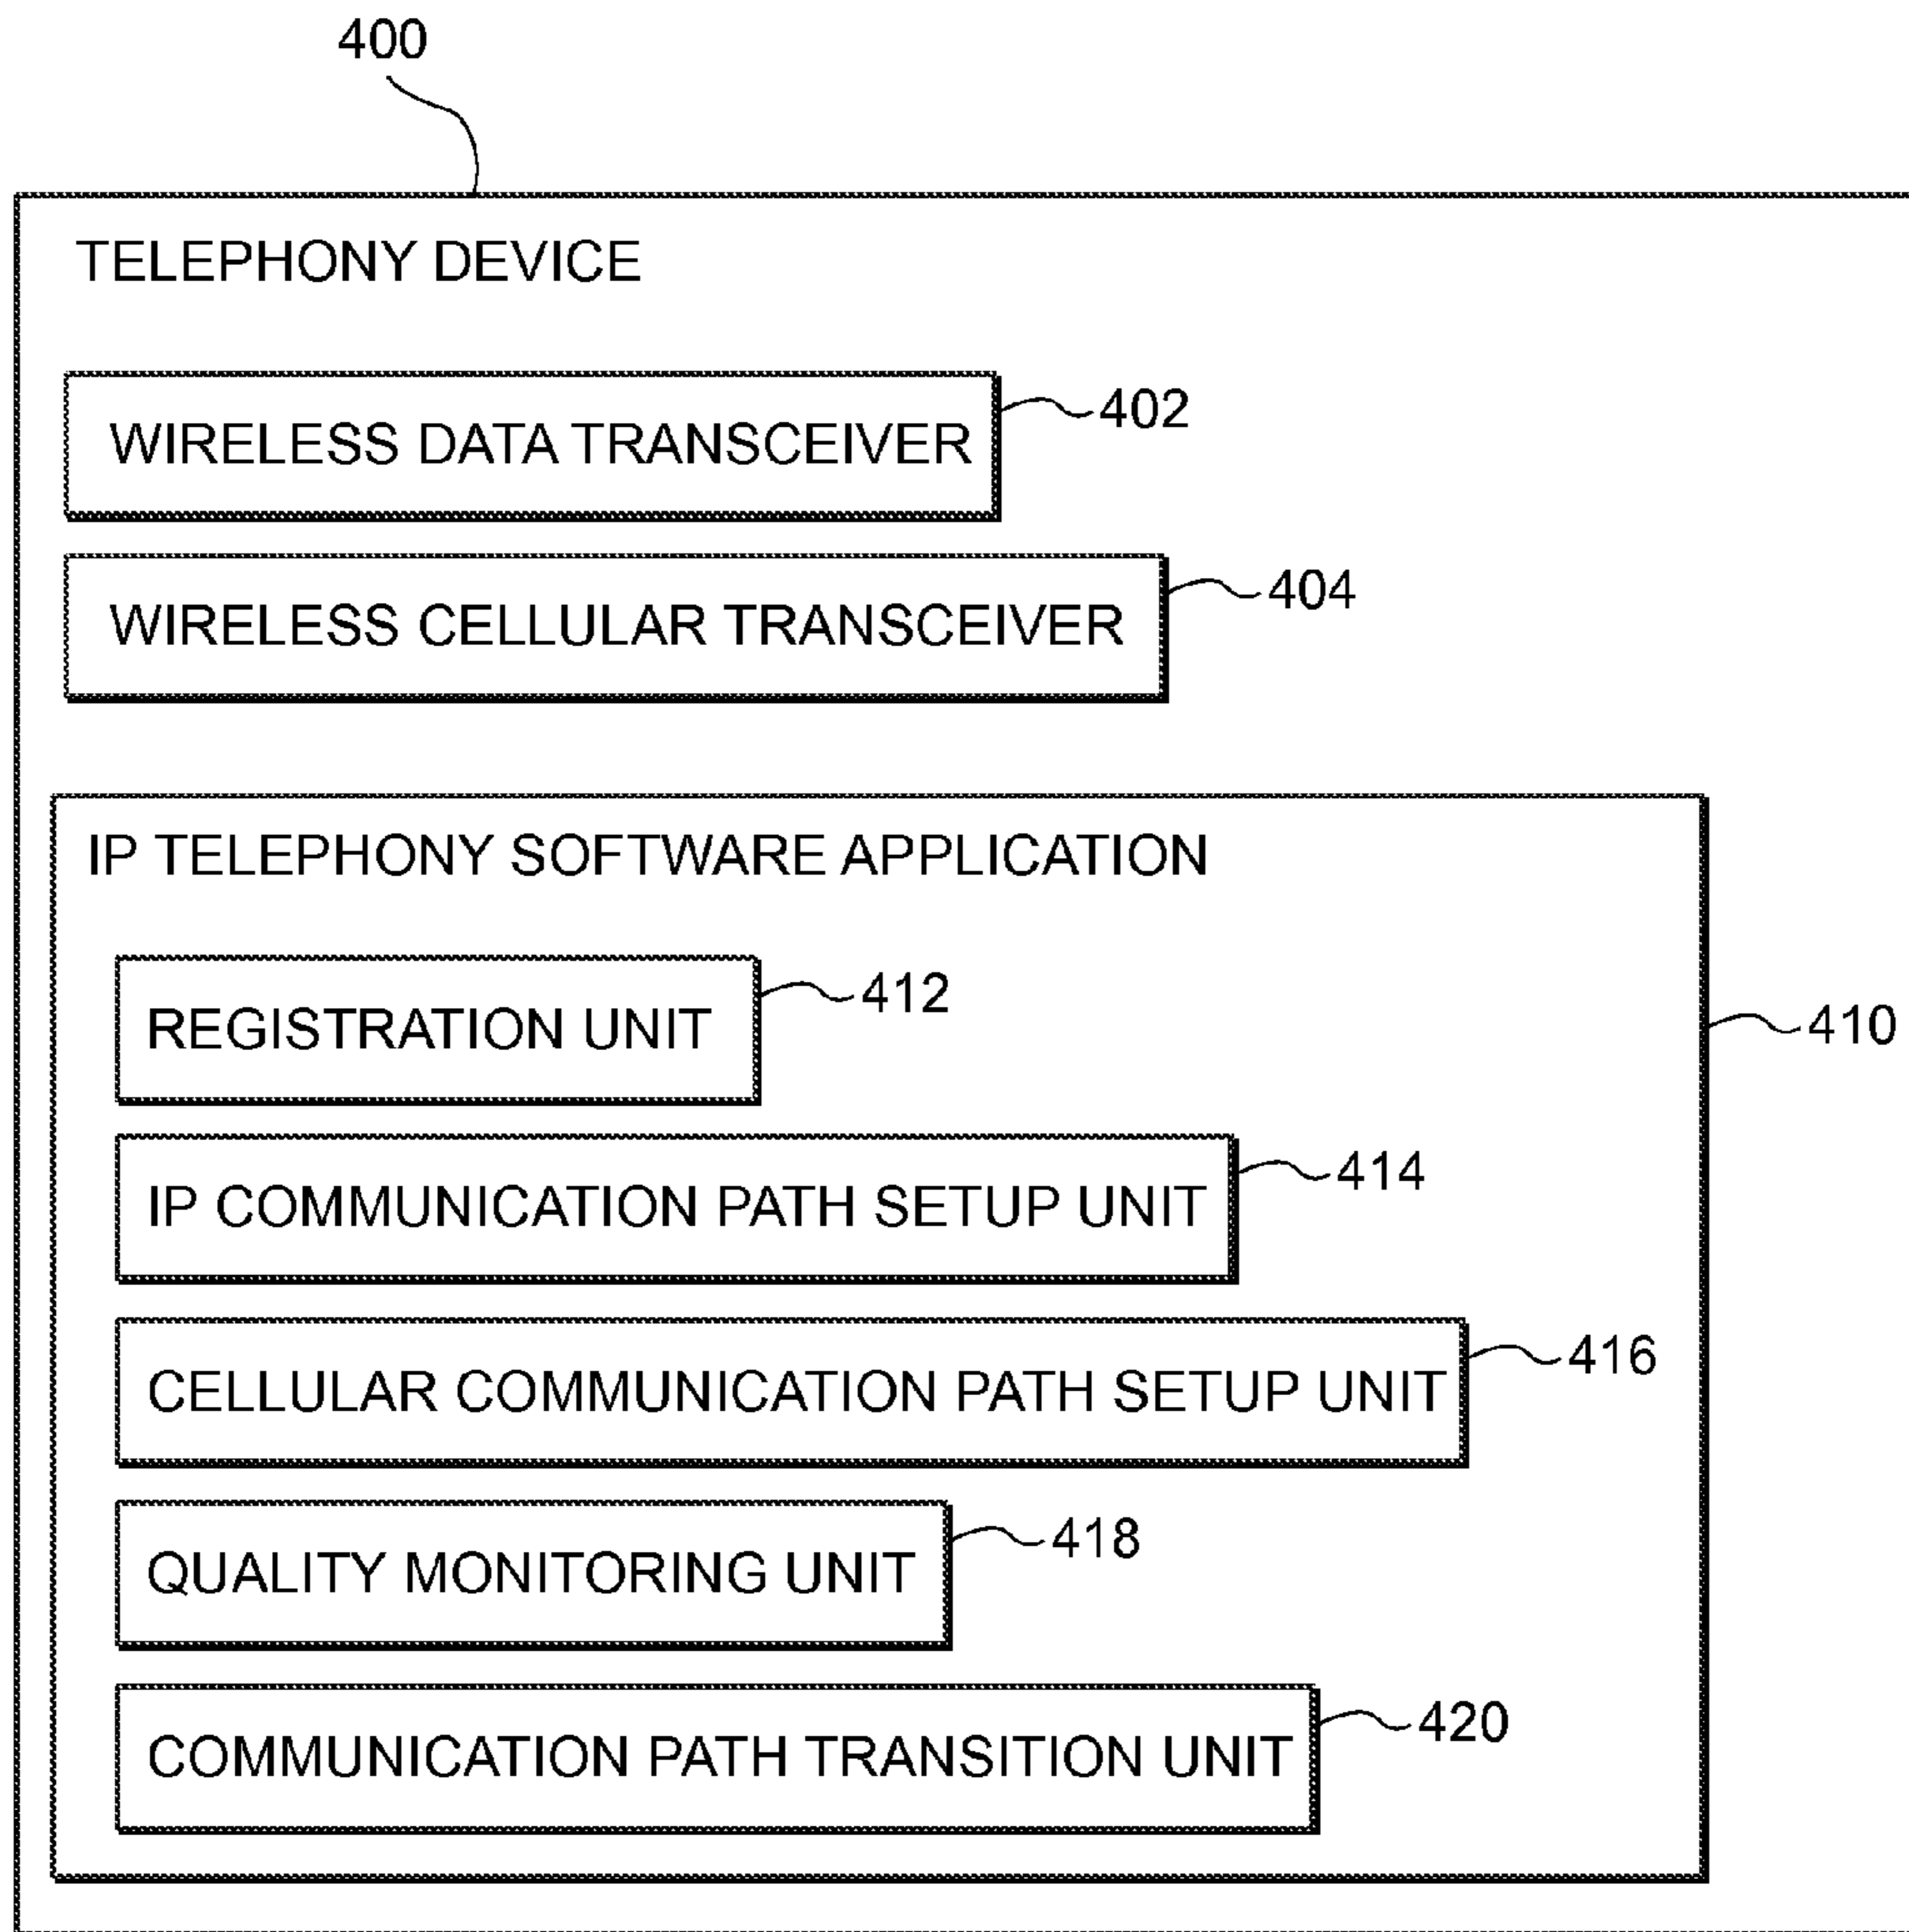 400
TELEPHONY DEVICE
WIRELESS DATA TRANSCEIVER
402
WIRELESS CELLULAR TRANSCEIVER
404
IP TELEPHONY SOFTWARE APPLICATION
REGISTRATION UNIT
412
410
IP COMMUNICATION PATH SETUP UNIT
414
CELLULAR COMMUNICATION PATH SETUP UNIT
416
QUALITY MONITORING UNIT
418
COMMUNICATION PATH TRANSITION UNIT
420